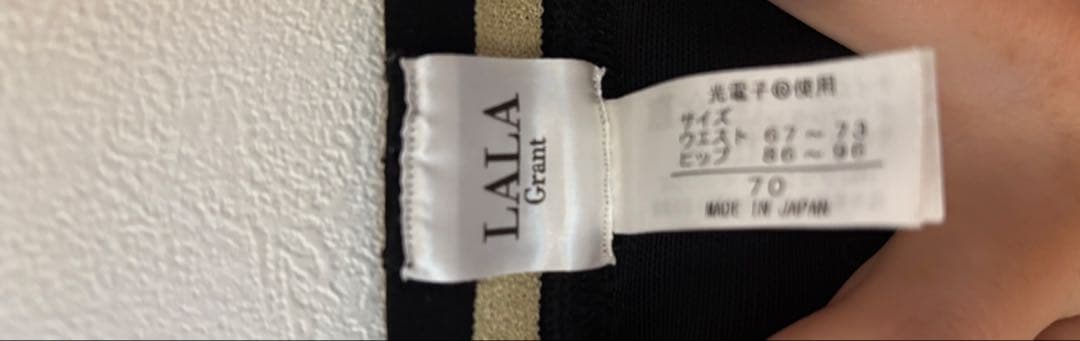 LALA
Grant
光電子®使用
サイズ
ウエスト 67～73
ヒップ 86～96
70
MADE IN JAPAN